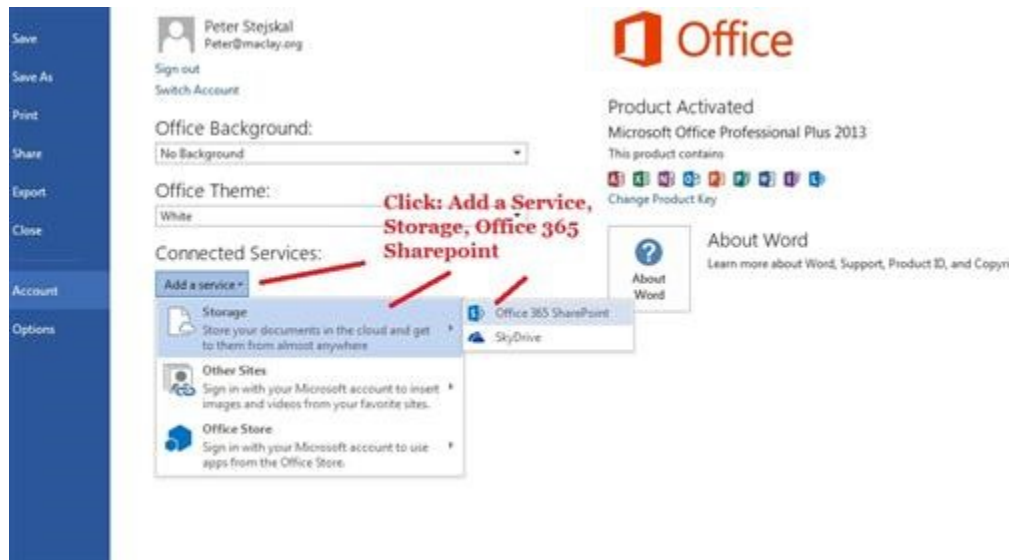 Save
Save As
Print
Share
Export
Close
Account
Options
Peter Stejskal
Peter@maclay.org
Sign out
Switch Account
Office Background:
No Background
Office Theme:
White
Connected Services:
Add a service
Click: Add a Service,
Storage, Office 365
Sharepoint
Storage
Store your documents in the cloud and get
to them from almost anywhere
Other Sites
Sign in with your Microsoft account to insert
images and videos from your favorite sites.
Office Store
Sign in with your Microsoft account to use
apps from the Office Store.
Office 365 SharePoint
SkyDrive
Office
Product Activated
Microsoft Office Professional Plus 2013
This product contains
Change Product Key
About
Word
About Word
Learn more about Word, Support, Product ID, and Copyri